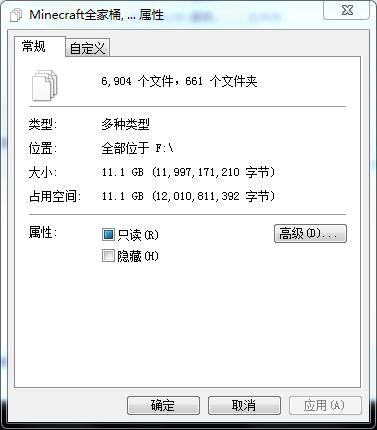 Minecraft全家桶, ... 属性
常规 自定义
6,904 个文件，661 个文件夹
类型: 多种类型
位置: 全部位于 F:\
大小: 11.1 GB (11,997,171,210 字节)
占用空间: 11.1 GB (12,010,811,392 字节)
属性: 只读(R) 高级(D)...
隐藏(H)
确定 取消 应用(A)